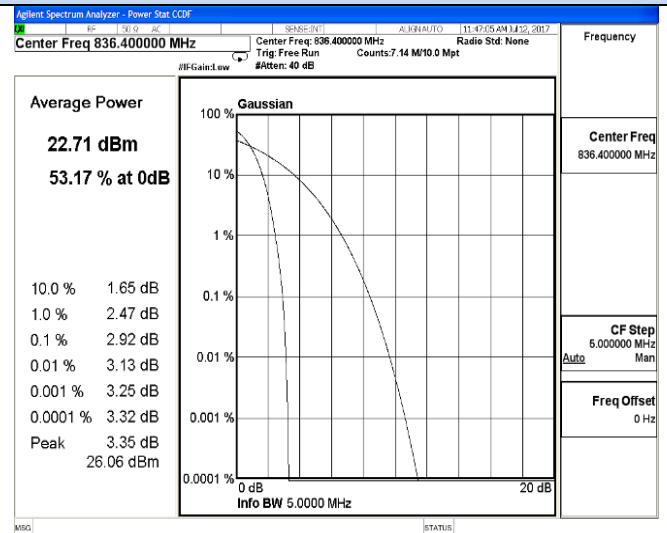 Agilent Spectrum Analyzer - Power Stat CCDF
RF 50 Ω AC SENSE:INT ALIGNAUTO 11:47:05 AM Jul 12, 2017
Center Freq 836.400000 MHz
Center Freq: 836.400000 MHz Radio Std: None
Trig: Free Run Counts:7.14 M/10.0 Mpt
#IFGain:Low #Atten: 40 dB
Frequency
Average Power
22.71 dBm
53.17 % at 0dB
10.0 % 1.65 dB
1.0 % 2.47 dB
0.1 % 2.92 dB
0.01 % 3.13 dB
0.001 % 3.25 dB
0.0001 % 3.32 dB
Peak 3.35 dB
26.06 dBm
Gaussian
100 %
10 %
1 %
0.1 %
0.01 %
0.001 %
0.0001 %
0 dB 20 dB
Info BW 5.0000 MHz
Center Freq
836.400000 MHz
CF Step
5.000000 MHz
Auto Man
Freq Offset
0 Hz
MSG STATUS